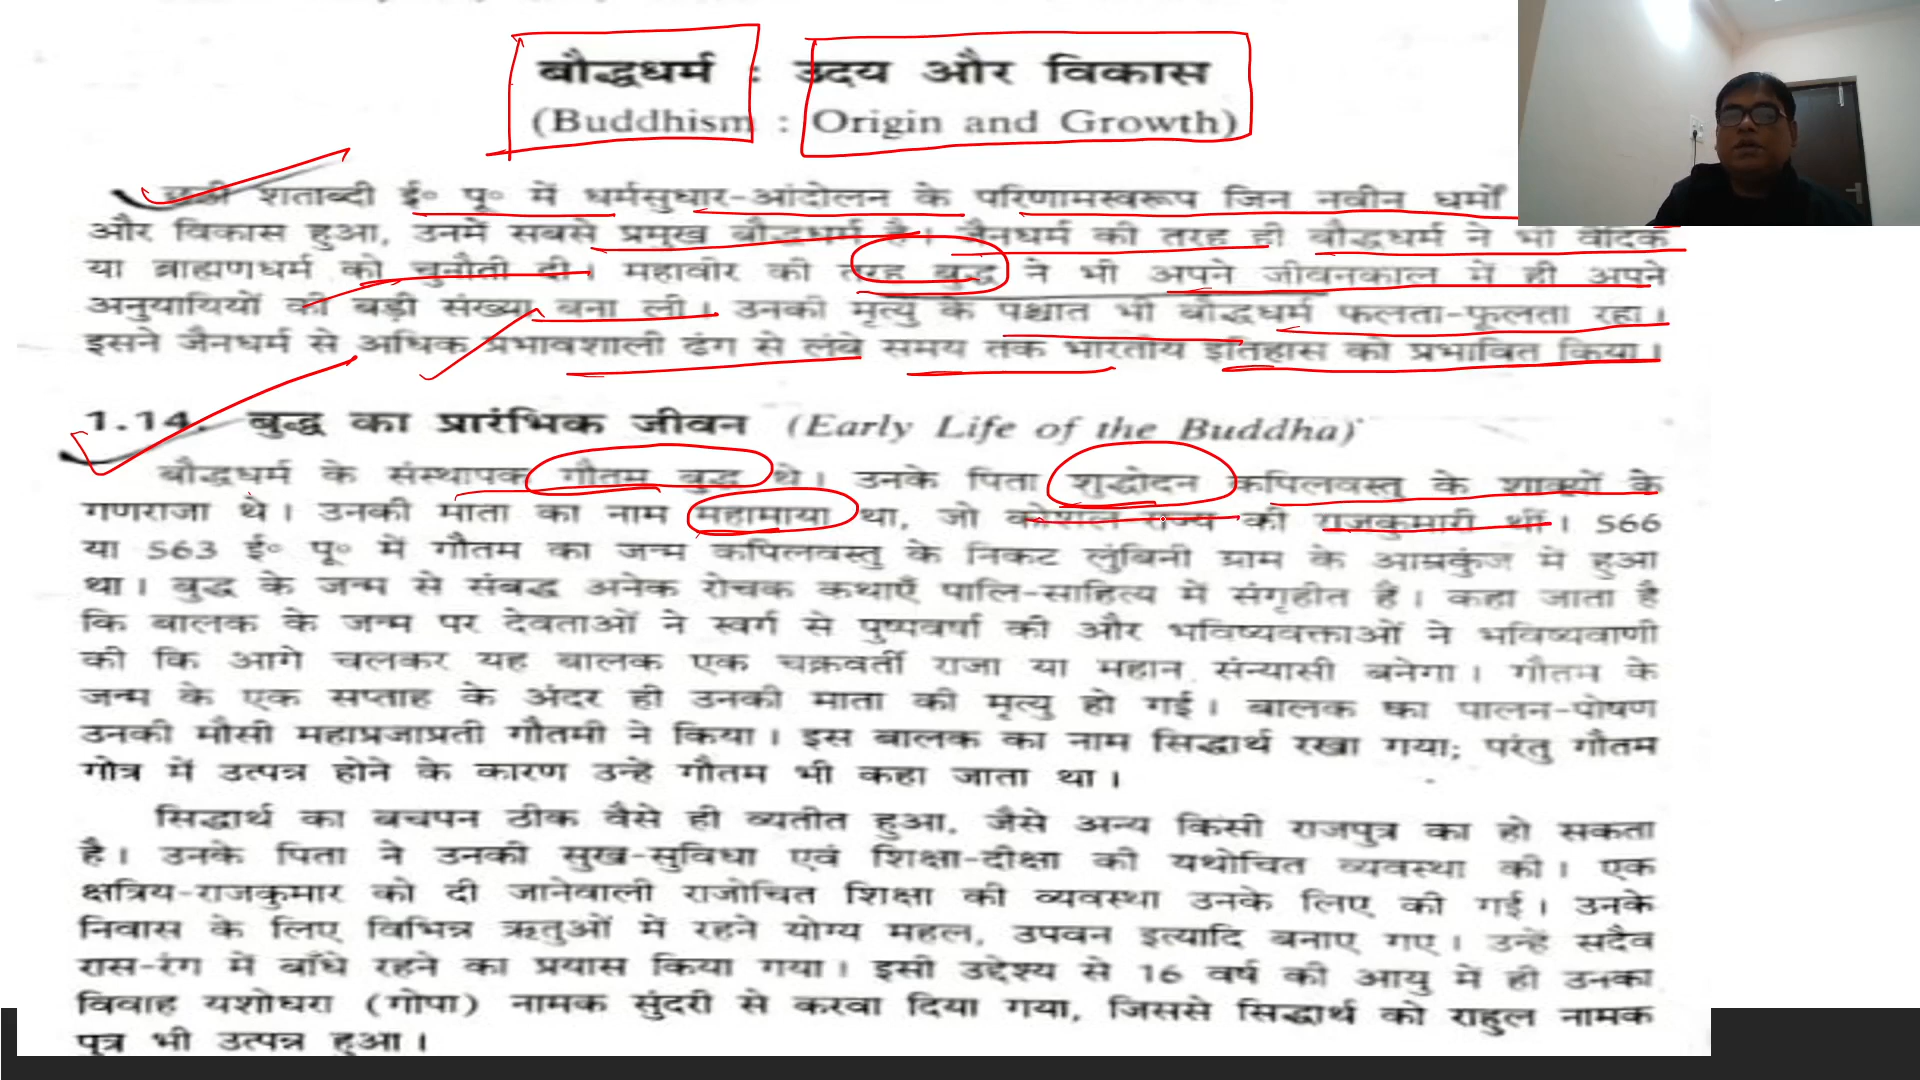 बौद्धधर्म : उदय और विकास
(Buddhism : Origin and Growth)
छठी शताब्दी ई॰ पू॰ में धर्मसुधार-आंदोलन के परिणामस्वरूप जिन नवीन धर्मों
और विकास हुआ, उनमें सबसे प्रमुख बौद्धधर्म है। जैनधर्म की तरह ही बौद्धधर्म ने भी वैदिक
या ब्राह्मणधर्म को चुनौती दी। महावीर की तरह बुद्ध ने भी अपने जीवनकाल में ही अपने
अनुयायियों की बड़ी संख्या बना ली। उनकी मृत्यु के पश्चात भी बौद्धधर्म फलता-फूलता रहा।
इसने जैनधर्म से अधिक प्रभावशाली ढंग से लंबे समय तक भारतीय इतिहास को प्रभावित किया।
1.14. बुद्ध का प्रारंभिक जीवन (Early Life of the Buddha)
बौद्धधर्म के संस्थापक गौतम बुद्ध थे। उनके पिता शुद्धोदन कपिलवस्तु के शाक्यों के
गणराजा थे। उनकी माता का नाम महामाया था, जो कोशल राज्य की राजकुमारी थीं। 566
या 563 ई॰ पू॰ में गौतम का जन्म कपिलवस्तु के निकट लुंबिनी ग्राम के आम्रकुंज में हुआ
था। बुद्ध के जन्म से संबद्ध अनेक रोचक कथाएँ पालि-साहित्य में संगृहीत है। कहा जाता है
कि बालक के जन्म पर देवताओं ने स्वर्ग से पुष्पवर्षा की और भविष्यवक्ताओं ने भविष्यवाणी
की कि आगे चलकर यह बालक एक चक्रवर्ती राजा या महान संन्यासी बनेगा। गौतम के
जन्म के एक सप्ताह के अंदर ही उनकी माता की मृत्यु हो गई। बालक का पालन-पोषण
उनकी मौसी महाप्रजाप्रती गौतमी ने किया। इस बालक का नाम सिद्धार्थ रखा गया; परंतु गौतम
गोत्र में उत्पन्न होने के कारण उन्हें गौतम भी कहा जाता था।
सिद्धार्थ का बचपन ठीक वैसे ही व्यतीत हुआ, जैसे अन्य किसी राजपुत्र का हो सकता
है। उनके पिता ने उनकी सुख-सुविधा एवं शिक्षा-दीक्षा की यथोचित व्यवस्था की। एक
क्षत्रिय-राजकुमार को दी जानेवाली राजोचित शिक्षा की व्यवस्था उनके लिए की गई। उनके
निवास के लिए विभिन्न ऋतुओं में रहने योग्य महल, उपवन इत्यादि बनाए गए। उन्हें सदैव
रास-रंग में बाँधे रहने का प्रयास किया गया। इसी उद्देश्य से 16 वर्ष की आयु में ही उनका
विवाह यशोधरा (गोपा) नामक सुंदरी से करवा दिया गया, जिससे सिद्धार्थ को राहुल नामक
पुत्र भी उत्पन्न हुआ।